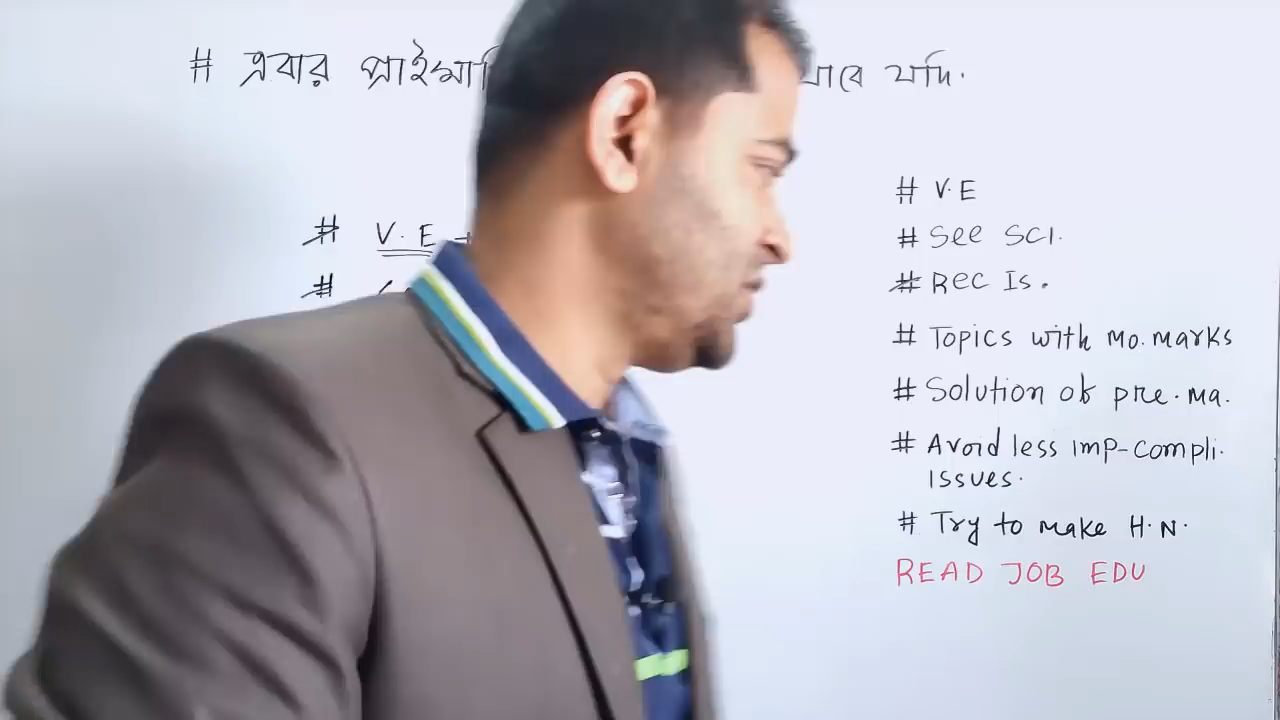 # এবার প্রাইমারি যাবে যদি.
# V.E +
#
# V.E
# See SCI.
# Rec Is.
# Topics with Mo.marks
# Solution of pre.ma.
# Avoid less imp-compli.
issues.
# Try to make H.N.
READ JOB EDU